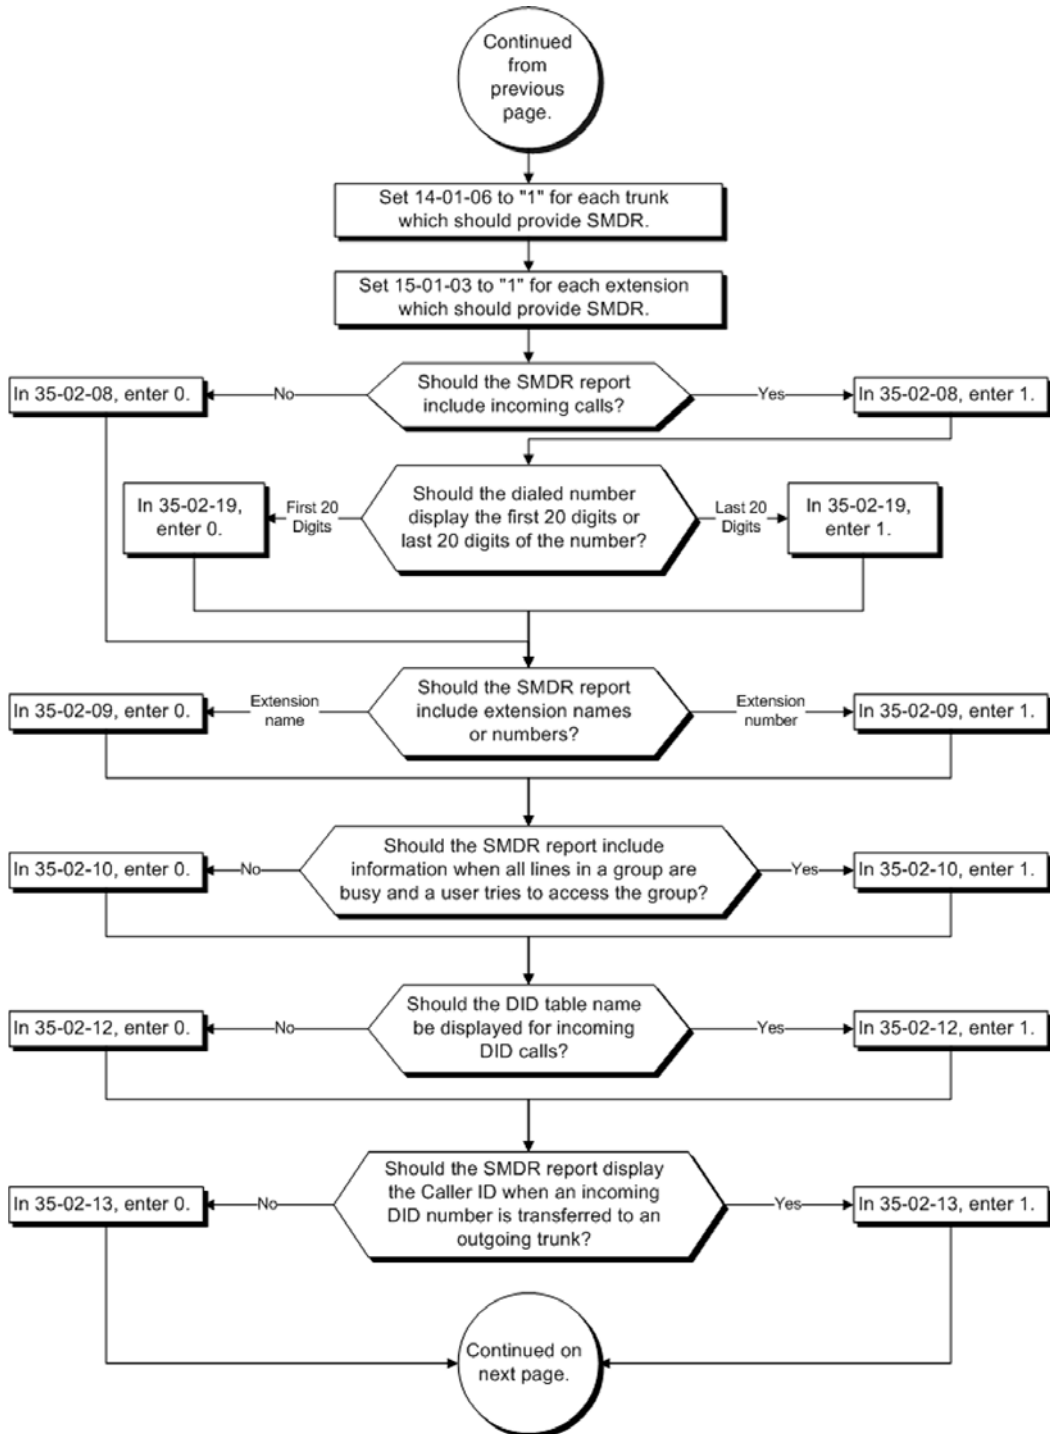 Continued
from
previous
page.
Set 14-01-06 to "1" for each trunk
which should provide SMDR.
Set 15-01-03 to "1" for each extension
which should provide SMDR.
In 35-02-08, enter 0.
No
Should the SMDR report
include incoming calls?
Yes
In 35-02-08, enter 1.
In 35-02-19,
enter 0.
First 20
Digits
Should the dialed number
display the first 20 digits or
last 20 digits of the number?
Last 20
Digits
In 35-02-19,
enter 1.
In 35-02-09, enter 0.
Extension
name
Should the SMDR report
include extension names
or numbers?
Extension
number
In 35-02-09, enter 1.
In 35-02-10, enter 0.
No
Should the SMDR report include
information when all lines in a group are
busy and a user tries to access the group?
Yes
In 35-02-10, enter 1.
In 35-02-12, enter 0.
No
Should the DID table name
be displayed for incoming
DID calls?
Yes
In 35-02-12, enter 1.
In 35-02-13, enter 0.
No
Should the SMDR report display
the Caller ID when an incoming
DID number is transferred to an
outgoing trunk?
Yes
In 35-02-13, enter 1.
Continued on
next page.